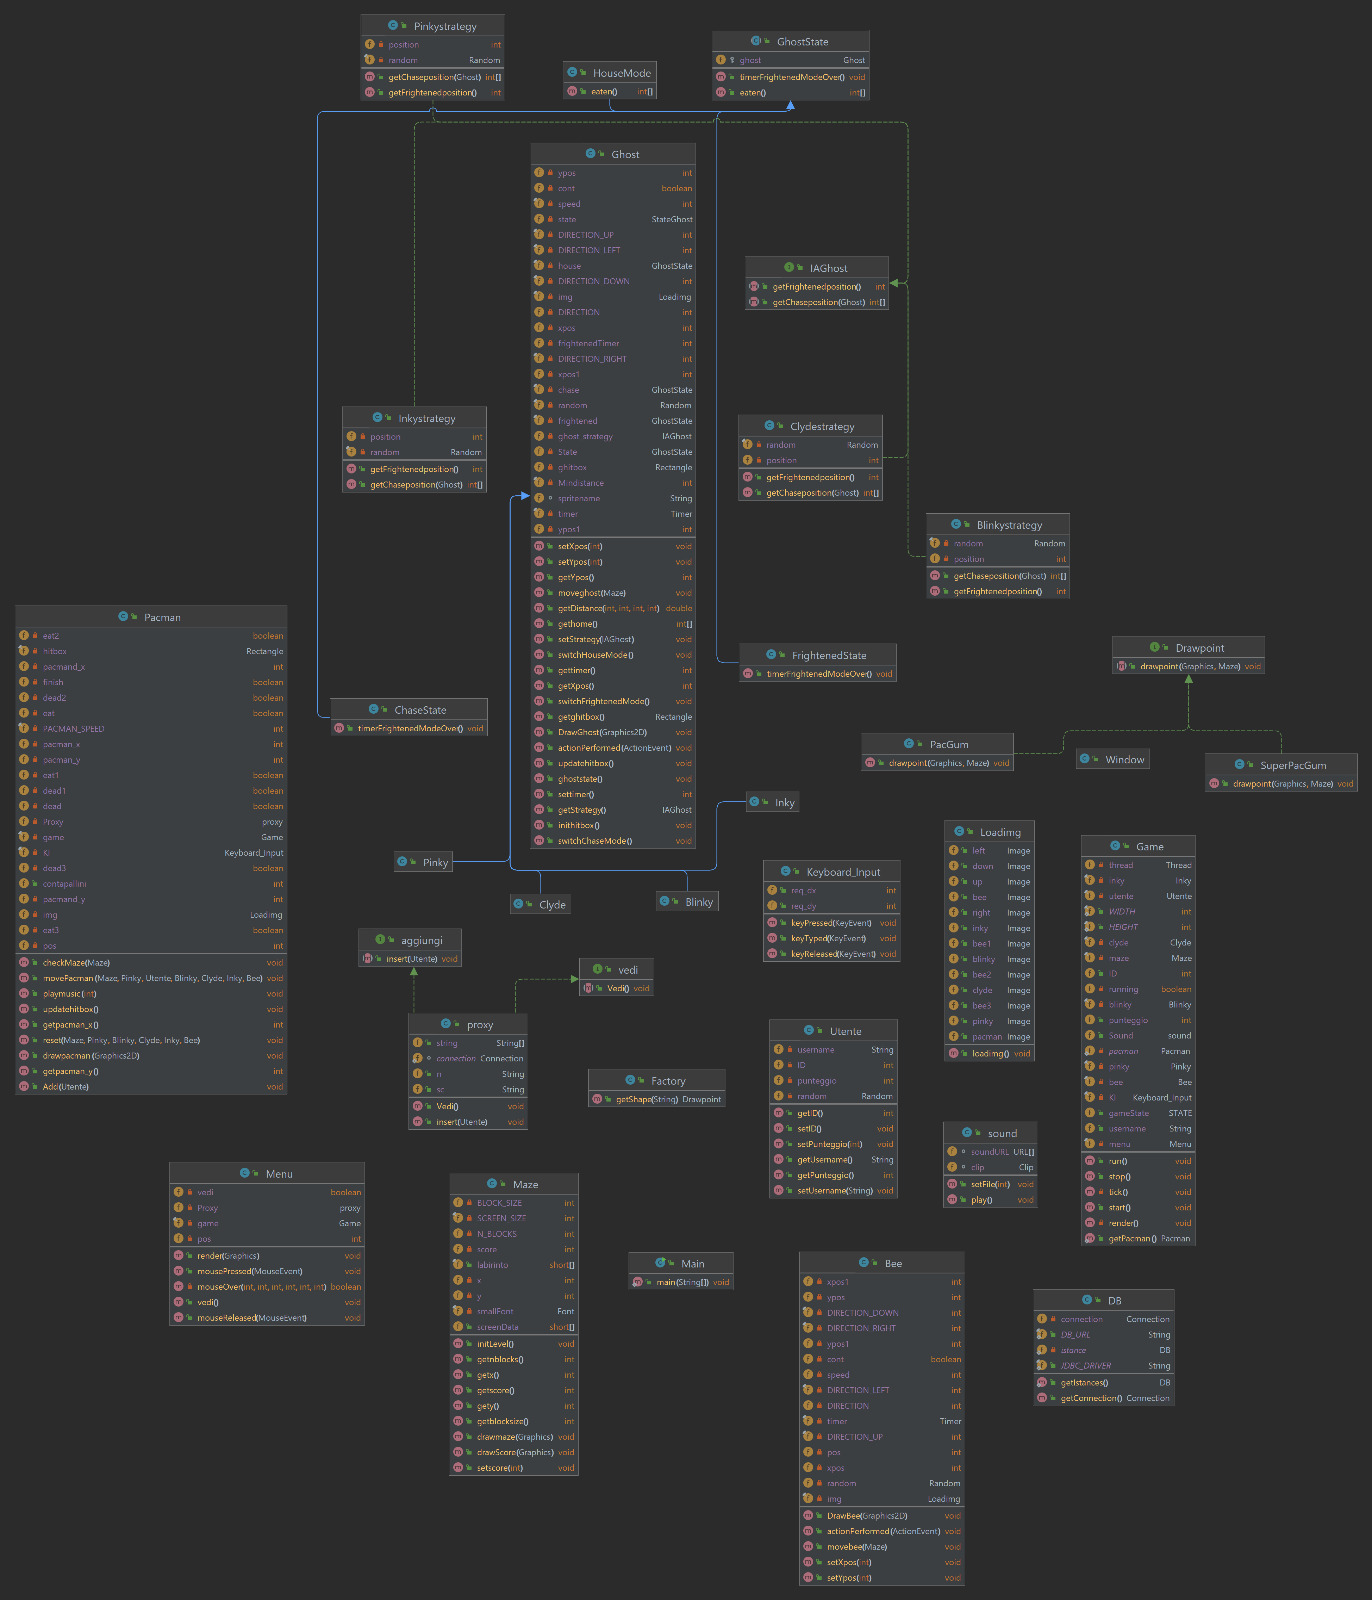 Pinkystrategy
position int
random Random
getChaseposition(Ghost) int[]
getFrightenedposition() int
HouseMode
eaten() int[]
GhostState
ghost Ghost
timerFrightenedModeOver() void
eaten() int[]
Ghost
ypos int
cont boolean
speed int
state StateGhost
DIRECTION_UP int
DIRECTION_LEFT int
house GhostState
DIRECTION_DOWN int
img Loadimg
DIRECTION int
xpos int
frightenedTimer int
DIRECTION_RIGHT int
xpos1 int
chase GhostState
random Random
frightened GhostState
ghost_strategy IAGhost
State GhostState
ghitbox Rectangle
Mindistance int
spritename String
timer Timer
ypos1 int
setXpos(int) void
setYpos(int) void
getYpos() int
moveghost(Maze) void
getDistance(int, int, int, int) double
gethome() int[]
setStrategy(IAGhost) void
switchHouseMode() void
gettimer() int
getXpos() int
switchFrightenedMode() void
getghitbox() Rectangle
DrawGhost(Graphics2D) void
actionPerformed(ActionEvent) void
updatehitbox() void
ghoststate() void
settimer() int
getStrategy() IAGhost
inithitbox() void
switchChaseMode() void
IAGhost
getFrightenedposition() int
getChaseposition(Ghost) int[]
Inkystrategy
position int
random Random
getFrightenedposition() int
getChaseposition(Ghost) int[]
Clydestrategy
random Random
position int
getFrightenedposition() int
getChaseposition(Ghost) int[]
Blinkystrategy
random Random
position int
getChaseposition(Ghost) int[]
getFrightenedposition() int
Pacman
eat2 boolean
hitbox Rectangle
pacmand_x int
finish boolean
dead2 boolean
eat boolean
PACMAN_SPEED int
pacman_x int
pacman_y int
eat1 boolean
dead1 boolean
dead boolean
Proxy proxy
game Game
KI Keyboard_Input
dead3 boolean
contapallini int
pacmand_y int
img Loadimg
eat3 boolean
pos int
checkMaze(Maze) void
movePacman(Maze, Pinky, Utente, Blinky, Clyde, Inky, Bee) void
playmusic(int) void
updatehitbox() void
getpacman_x() int
reset(Maze, Pinky, Blinky, Clyde, Inky, Bee) void
drawpacman(Graphics2D) void
getpacman_y() int
Add(Utente) void
FrightenedState
timerFrightenedModeOver() void
ChaseState
timerFrightenedModeOver() void
Drawpoint
drawpoint(Graphics, Maze) void
PacGum
drawpoint(Graphics, Maze) void
Window
SuperPacGum
drawpoint(Graphics, Maze) void
Inky
Pinky
Clyde
Blinky
Keyboard_Input
req_dx int
req_dy int
keyPressed(KeyEvent) void
keyTyped(KeyEvent) void
keyReleased(KeyEvent) void
Loadimg
left Image
down Image
up Image
bee Image
right Image
inky Image
bee1 Image
blinky Image
bee2 Image
clyde Image
bee3 Image
pinky Image
pacman Image
loadimg() void
Game
thread Thread
inky Inky
utente Utente
WIDTH int
HEIGHT int
clyde Clyde
maze Maze
ID int
running boolean
blinky Blinky
punteggio int
Sound sound
pacman Pacman
pinky Pinky
bee Bee
KI Keyboard_Input
gameState STATE
username String
menu Menu
run() void
stop() void
tick() void
start() void
render() void
getPacman() Pacman
aggiungi
insert(Utente) void
vedi
Vedi() void
proxy
string String[]
connection Connection
n String
sc String
Vedi() void
insert(Utente) void
Utente
username String
ID int
punteggio int
random Random
getID() int
setID() void
setPunteggio(int) void
getUsername() String
getPunteggio() int
setUsername(String) void
Factory
getShape(String) Drawpoint
sound
soundURL URL[]
clip Clip
setFile(int) void
play() void
Menu
vedi boolean
Proxy proxy
game Game
pos int
render(Graphics) void
mousePressed(MouseEvent) void
mouseOver(int, int, int, int, int, int) boolean
vedi() void
mouseReleased(MouseEvent) void
Maze
BLOCK_SIZE int
SCREEN_SIZE int
N_BLOCKS int
score int
labirinto short[]
x int
y int
smallFont Font
screenData short[]
initLevel() void
getnblocks() int
getx() int
getscore() int
gety() int
getblocksize() int
drawmaze(Graphics) void
drawScore(Graphics) void
setscore(int) void
Main
main(String[]) void
Bee
xpos1 int
ypos int
DIRECTION_DOWN int
DIRECTION_RIGHT int
ypos1 int
cont boolean
speed int
DIRECTION_LEFT int
DIRECTION int
timer Timer
DIRECTION_UP int
pos int
xpos int
random Random
img Loadimg
DrawBee(Graphics2D) void
actionPerformed(ActionEvent) void
movebee(Maze) void
setXpos(int) void
setYpos(int) void
DB
connection Connection
DB_URL String
istance DB
JDBC_DRIVER String
getIstances() DB
getConnection() Connection